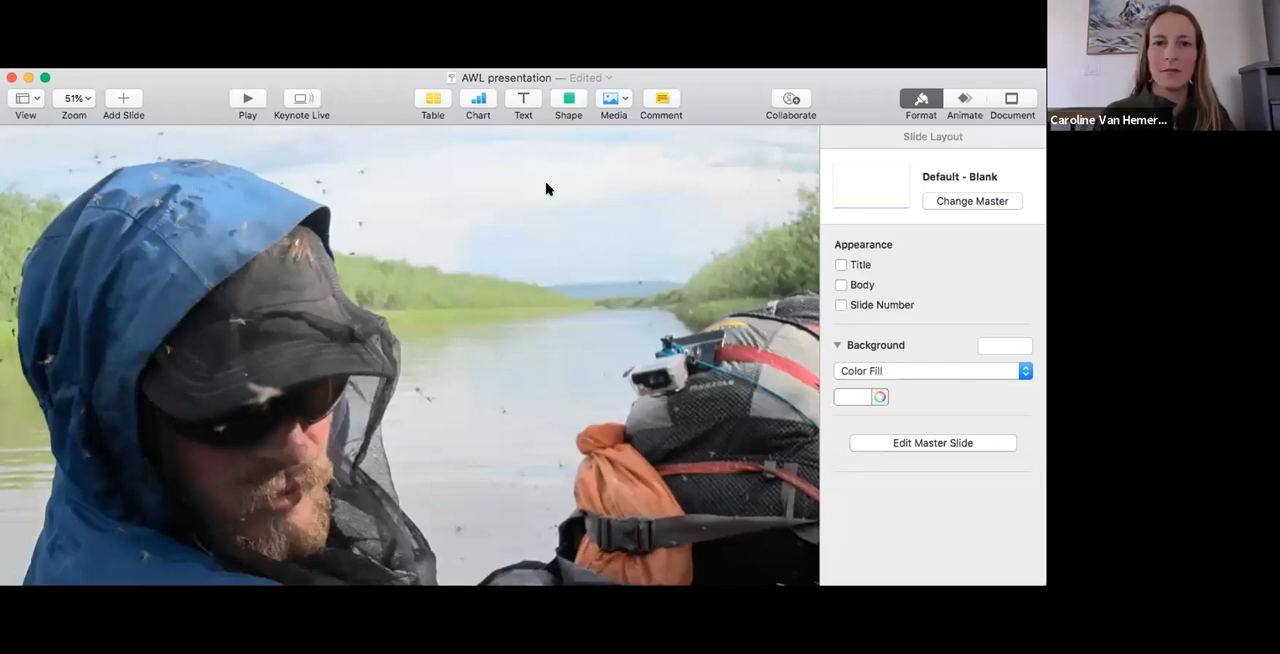 AWL presentation — Edited
View
51%
Zoom
Add Slide
Play
Keynote Live
Table
Chart
Text
Shape
Media
Comment
Collaborate
Format
Animate
Document
Slide Layout
Default - Blank
Change Master
Appearance
Title
Body
Slide Number
Background
Color Fill
Edit Master Slide
Caroline Van Hemer...